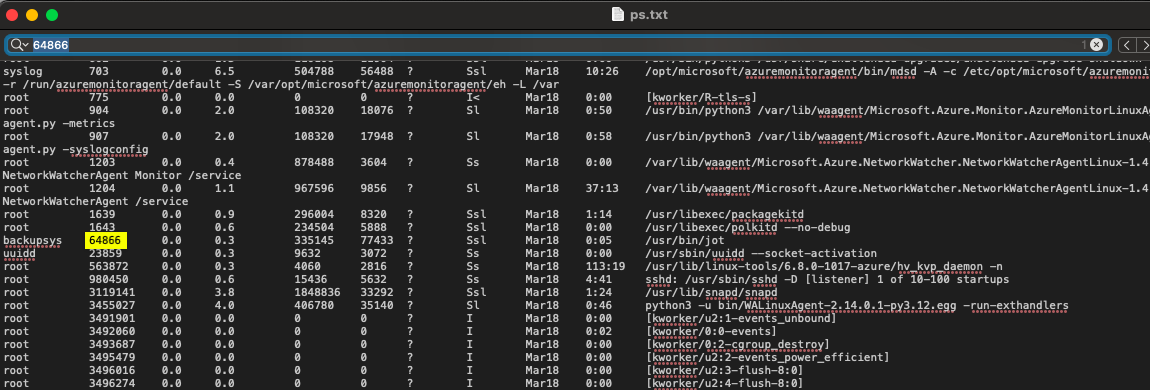 ps.txt
64866 1
syslog 703 0.0 6.5 504788 56488 ? Ssl Mar18 10:26 /opt/microsoft/azuremonitoragent/bin/mdsd -A -c /etc/opt/microsoft/azuremo
-r /run/azuremonitoragent/default -S /var/opt/microsoft/azuremonitoragent/eh -L /var
root 775 0.0 0.0 0 0 ? I< Mar18 0:00 [kworker/R-tls-s]
root 904 0.0 2.0 108320 18076 ? Sl Mar18 0:50 /usr/bin/python3 /var/lib/waagent/Microsoft.Azure.Monitor.AzureMonitorLinuxA
agent.py -metrics
root 907 0.0 2.0 108320 17948 ? Sl Mar18 0:58 /usr/bin/python3 /var/lib/waagent/Microsoft.Azure.Monitor.AzureMonitorLinuxA
agent.py -syslogconfig
root 1203 0.0 0.4 878488 3604 ? Ss Mar18 0:00 /var/lib/waagent/Microsoft.Azure.NetworkWatcher.NetworkWatcherAgentLinux-1.4
NetworkWatcherAgent Monitor /service
root 1204 0.0 1.1 967596 9856 ? Sl Mar18 37:13 /var/lib/waagent/Microsoft.Azure.NetworkWatcher.NetworkWatcherAgentLinux-1.4
NetworkWatcherAgent /service
root 1639 0.0 0.9 296004 8320 ? Ssl Mar18 1:14 /usr/libexec/packagekitd
root 1643 0.0 0.6 234504 5888 ? Ssl Mar18 0:00 /usr/libexec/polkitd --no-debug
backupsys 64866 0.0 0.3 335145 77433 ? Ssl Mar18 0:05 /usr/bin/jot
uuidd 23859 0.0 0.3 9632 3072 ? Ss Mar18 0:00 /usr/sbin/uuidd --socket-activation
root 563872 0.0 0.3 4060 2816 ? Ss Mar18 113:19 /usr/lib/linux-tools/6.8.0-1017-azure/hv_kvp_daemon -n
root 980450 0.0 0.6 15436 5632 ? Ss Mar18 4:41 sshd: /usr/sbin/sshd -D [listener] 1 of 10-100 startups
root 3119141 0.0 3.8 1848836 33292 ? Ssl Mar18 1:24 /usr/lib/snapd/snapd
root 3455027 0.0 4.0 406780 35140 ? Sl Mar18 0:46 python3 -u bin/WALinuxAgent-2.14.0.1-py3.12.egg -run-exthandlers
root 3491901 0.0 0.0 0 0 ? I Mar18 0:00 [kworker/u2:1-events_unbound]
root 3492060 0.0 0.0 0 0 ? I Mar18 0:02 [kworker/0:0-events]
root 3493687 0.0 0.0 0 0 ? I Mar18 0:00 [kworker/0:2-cgroup_destroy]
root 3495479 0.0 0.0 0 0 ? I Mar18 0:00 [kworker/u2:2-events_power_efficient]
root 3496016 0.0 0.0 0 0 ? I Mar18 0:00 [kworker/u2:3-flush-8:0]
root 3496274 0.0 0.0 0 0 ? I Mar18 0:00 [kworker/u2:4-flush-8:0]